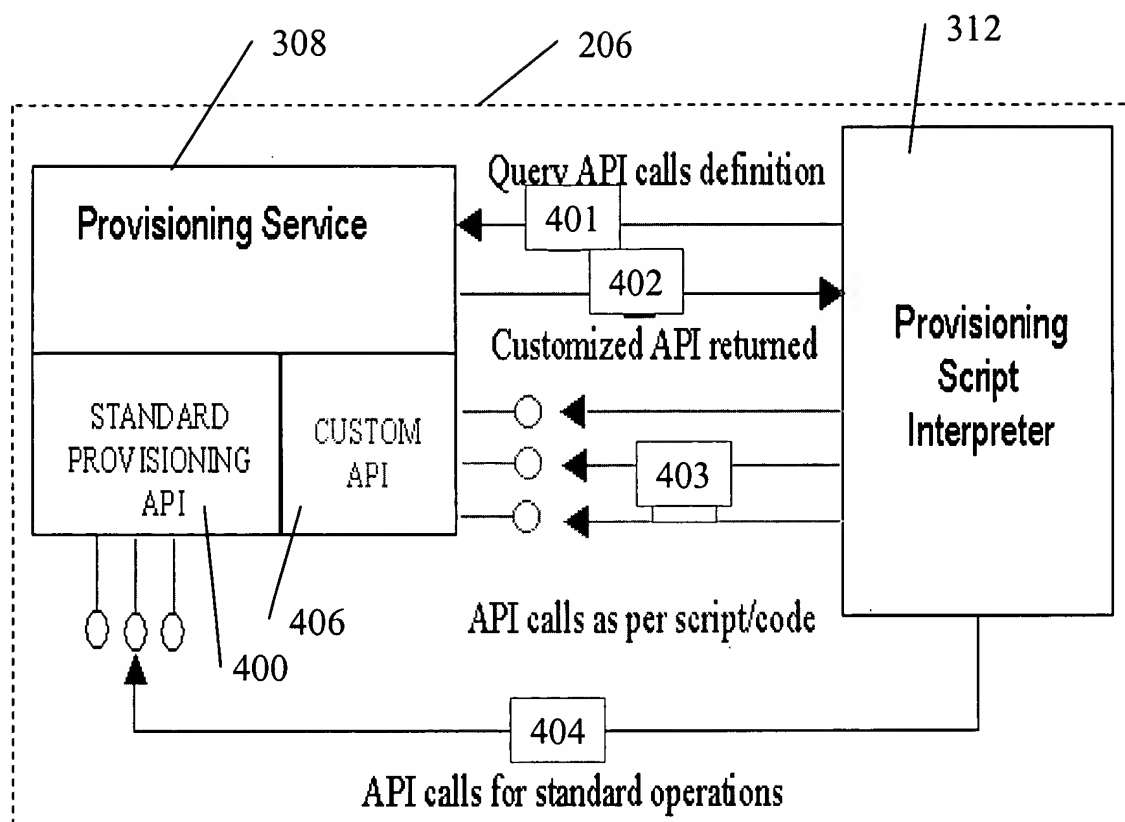 308
206
312
Query API calls definition
401
Provisioning Service
402
Customized API returned
Provisioning
Script
Interpreter
STANDARD
PROVISIONING
API
CUSTOM
API
403
406
400
API calls as per script/code
404
API calls for standard operations